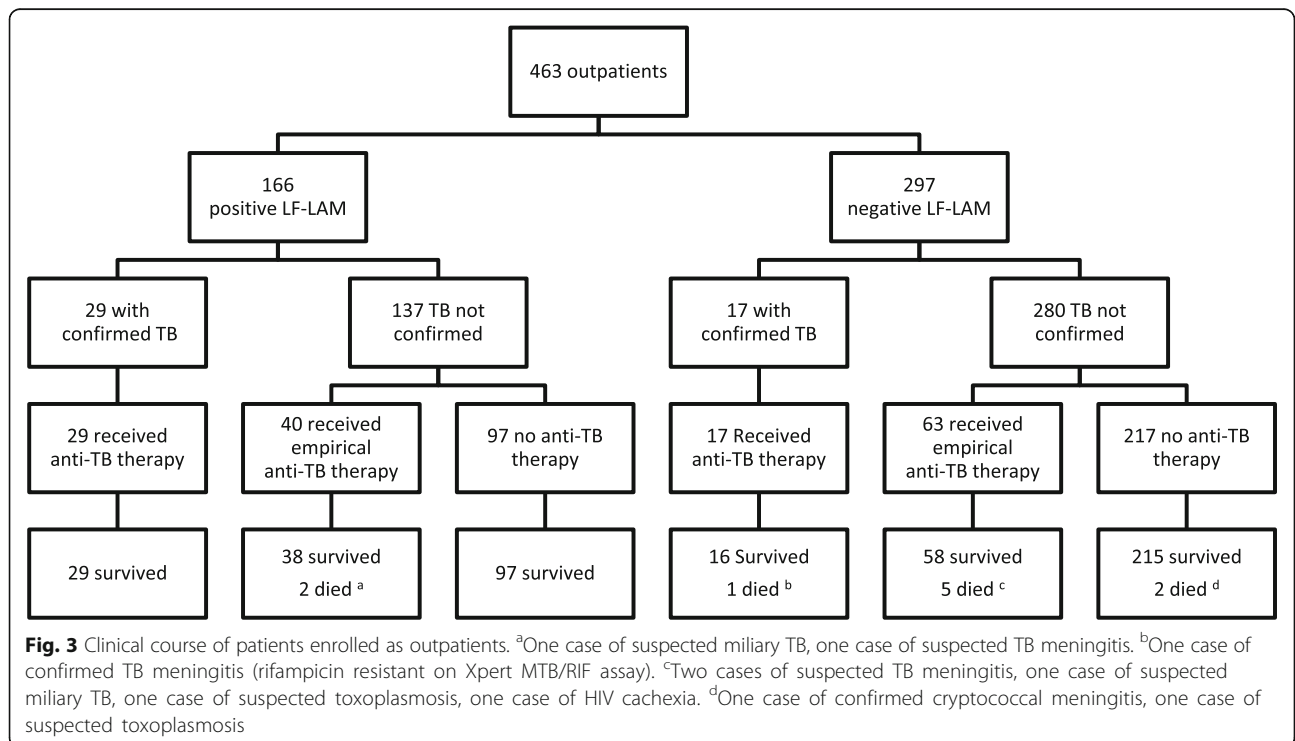 463 outpatients
166
positive LF-LAM
297
negative LF-LAM
29 with
confirmed TB
137 TB not
confirmed
17 with
confirmed TB
280 TB not
confirmed
29 received
anti-TB therapy
40 received
empirical
anti-TB therapy
97 no anti-TB
therapy
17 Received
anti-TB therapy
63 received
empirical
anti-TB therapy
217 no anti-TB
therapy
29 survived
38 survived
2 died a
97 survived
16 Survived
1 died b
58 survived
5 died c
215 survived
2 died d
Fig. 3 Clinical course of patients enrolled as outpatients. aOne case of suspected miliary TB, one case of suspected TB meningitis. bOne case of
confirmed TB meningitis (rifampicin resistant on Xpert MTB/RIF assay). cTwo cases of suspected TB meningitis, one case of suspected
miliary TB, one case of suspected toxoplasmosis, one case of HIV cachexia. dOne case of confirmed cryptococcal meningitis, one case of
suspected toxoplasmosis